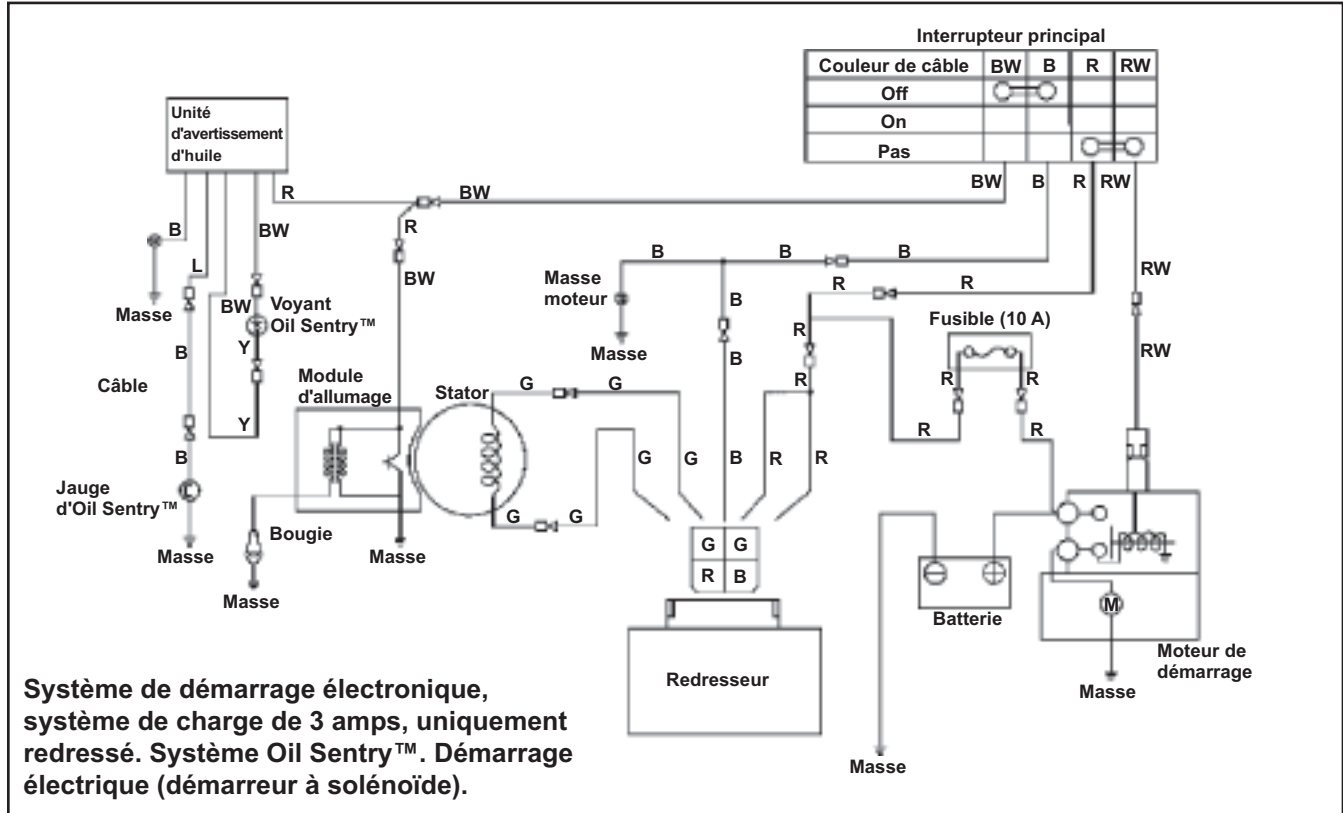 Interrupteur principal
Couleur de câble BW B R RW
Off
On
Pas
BW B R RW
Unité
d'avertissement
d'huile
R
BW
B
BW
L
R
BW
Masse
BW
Voyant
Oil Sentry™
Y
Y
B
Câble
B
Jauge
d'Oil Sentry™
Masse
Module
d'allumage
Bougie
Masse
Masse
Stator
G G
G G
Masse
moteur
B B B
Masse
B
B
R R
R
R
G G B R R
G G
R B
Redresseur
Fusible (10 A)
R R
R R
RW
RW
Batterie
M
Moteur de
démarrage
Masse
Masse
Système de démarrage électronique,
système de charge de 3 amps, uniquement
redressé. Système Oil Sentry™. Démarrage
électrique (démarreur à solénoïde).